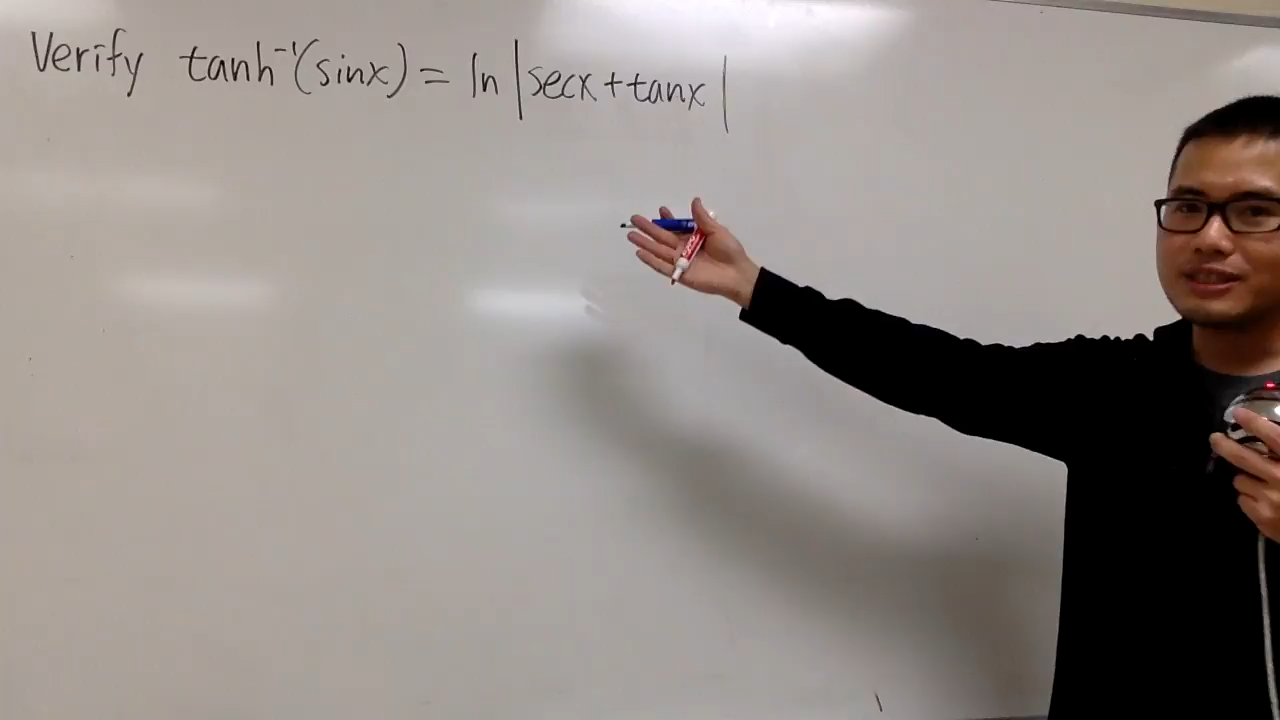 Verify tanh⁻¹(sinx) = ln|secx+tanx|